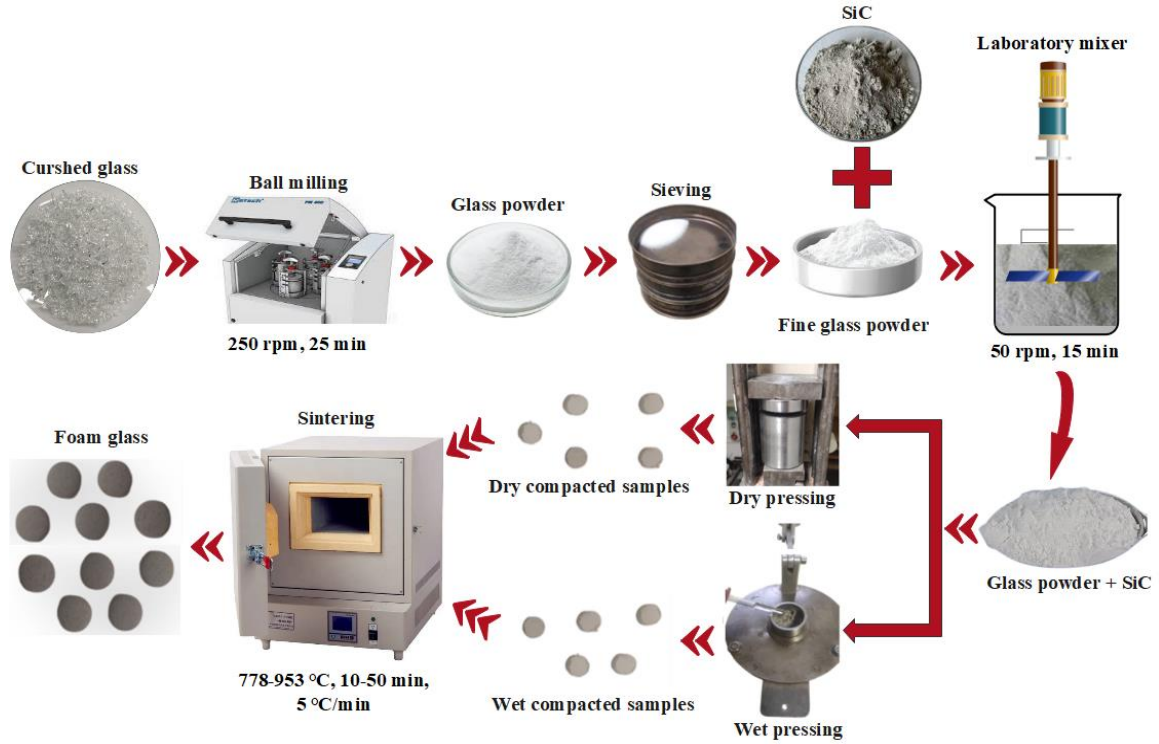 SiC
Laboratory mixer
Curshed glass
Ball milling
Glass powder
Sieving
Fine glass powder
250 rpm, 25 min
50 rpm, 15 min
Foam glass
Sintering
Dry compacted samples
Dry pressing
Glass powder + SiC
778-953 °C, 10-50 min,
5 °C/min
Wet compacted samples
Wet pressing